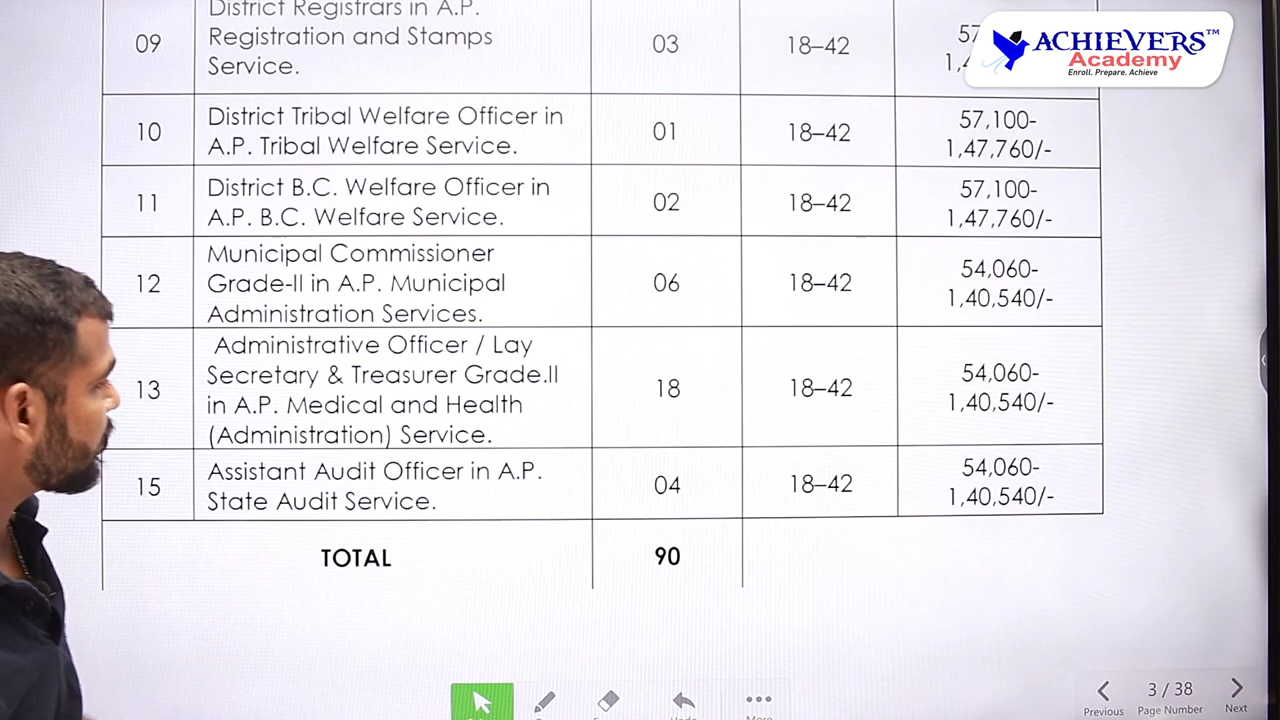 District Registrars in A.P.
09 Registration and Stamps 03 18–42
Service.
ACHIEVERS™
Academy
Enroll. Prepare. Achieve
10 District Tribal Welfare Officer in 01 18–42 57,100-
A.P. Tribal Welfare Service. 1,47,760/-
11 District B.C. Welfare Officer in 02 18–42 57,100-
A.P. B.C. Welfare Service. 1,47,760/-
Municipal Commissioner
12 Grade-II in A.P. Municipal 06 18–42 54,060-
Administration Services. 1,40,540/-
Administrative Officer / Lay
Secretary & Treasurer Grade.II 54,060-
13 in A.P. Medical and Health 18 18–42 1,40,540/-
(Administration) Service.
15 Assistant Audit Officer in A.P. 04 18–42 54,060-
State Audit Service. 1,40,540/-
TOTAL 90
3 / 38
Previous Page Number Next